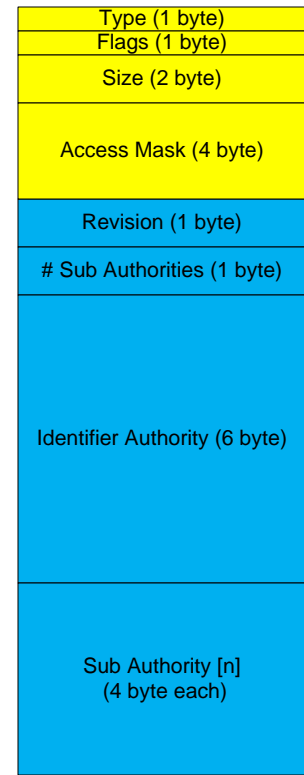 Type (1 byte)
Flags (1 byte)
Size (2 byte)
Access Mask (4 byte)
Revision (1 byte)
# Sub Authorities (1 byte)
Identifier Authority (6 byte)
Sub Authority [n]
(4 byte each)